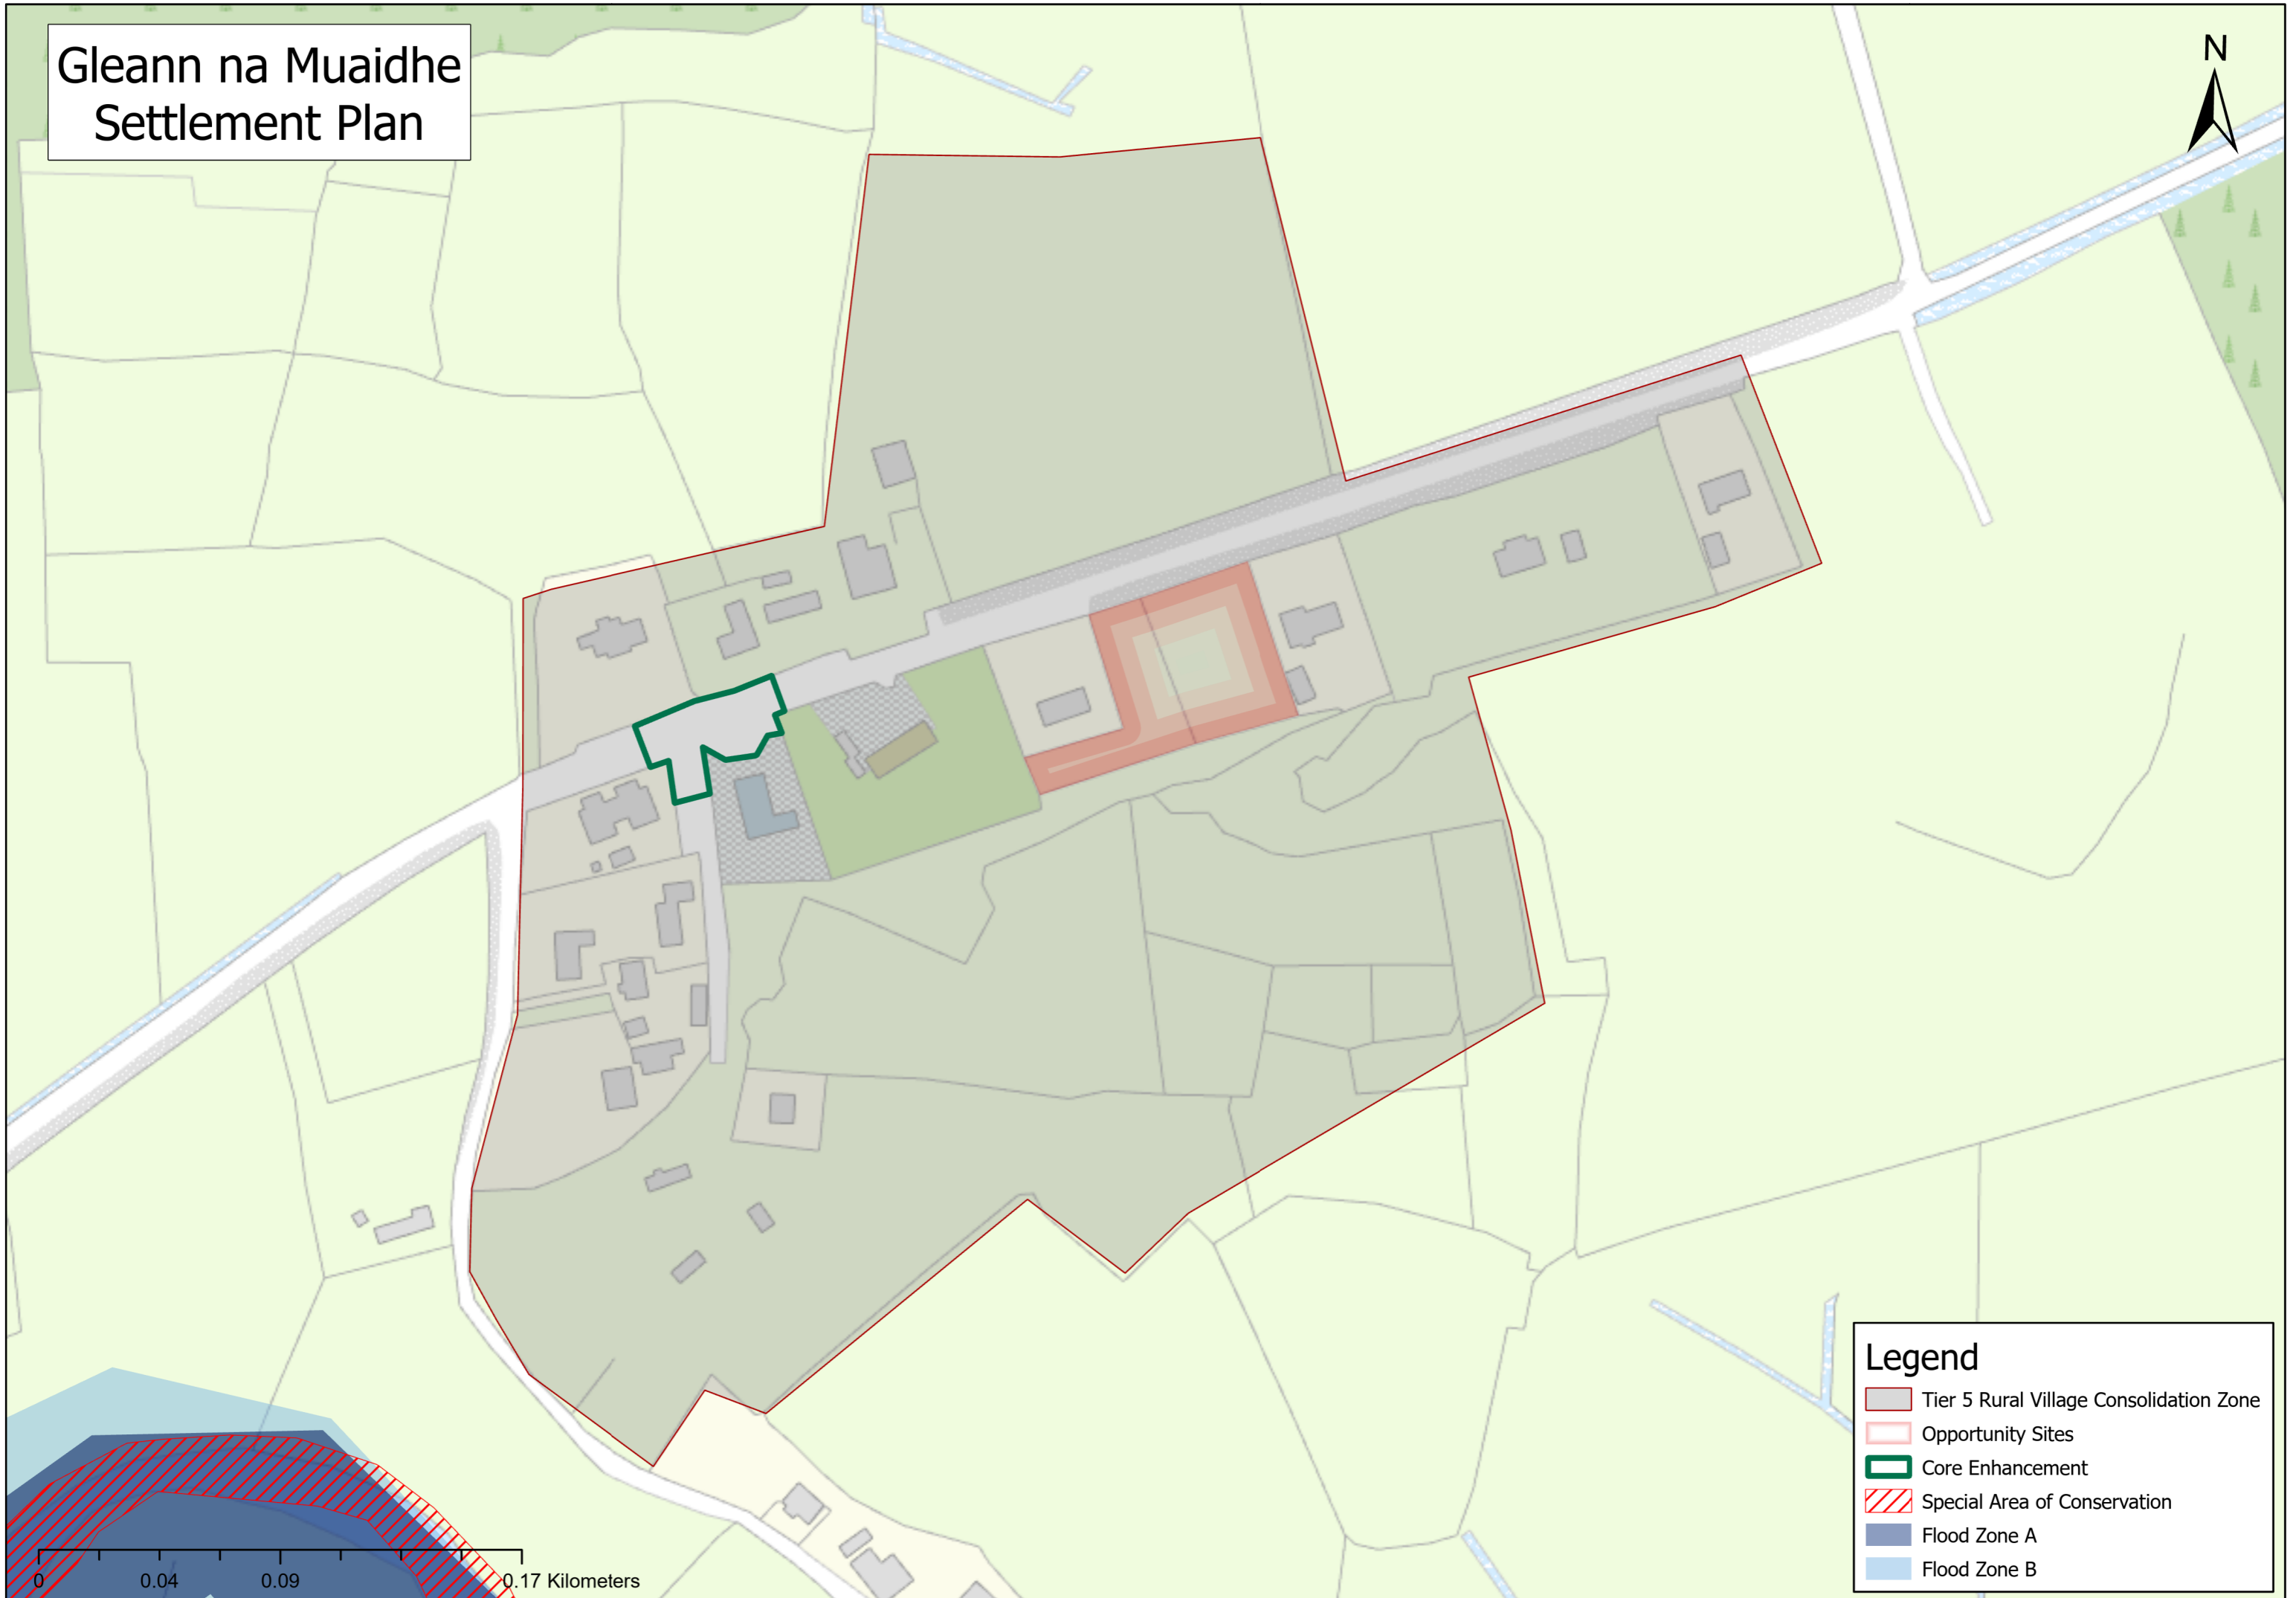 Gleann na Muaidhe
Settlement Plan
N
Legend
Tier 5 Rural Village Consolidation Zone
Opportunity Sites
Core Enhancement
Special Area of Conservation
Flood Zone A
Flood Zone B
0 0.04 0.09 0.17 Kilometers